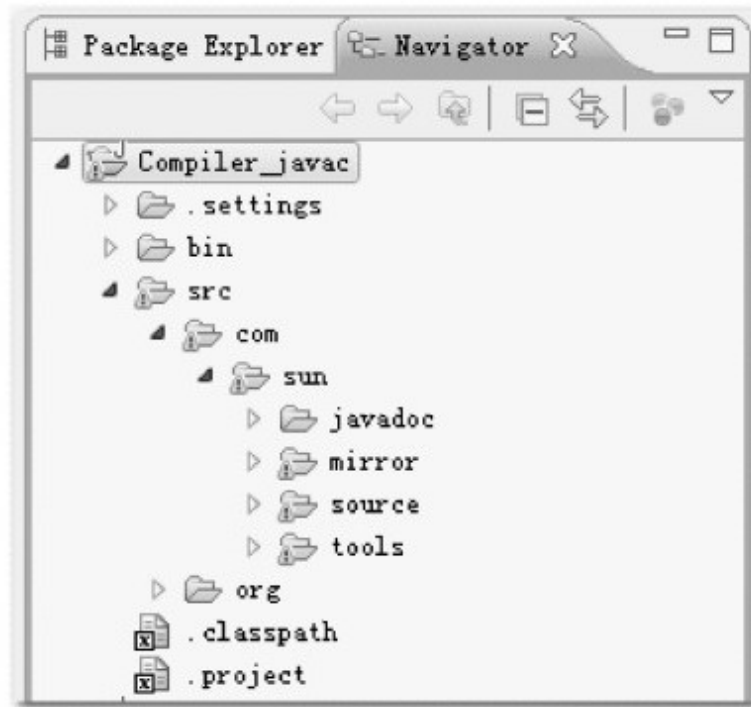 Package Explorer Navigator
Compiler_javac
.settings
bin
src
com
sun
javadoc
mirror
source
tools
org
.classpath
.project